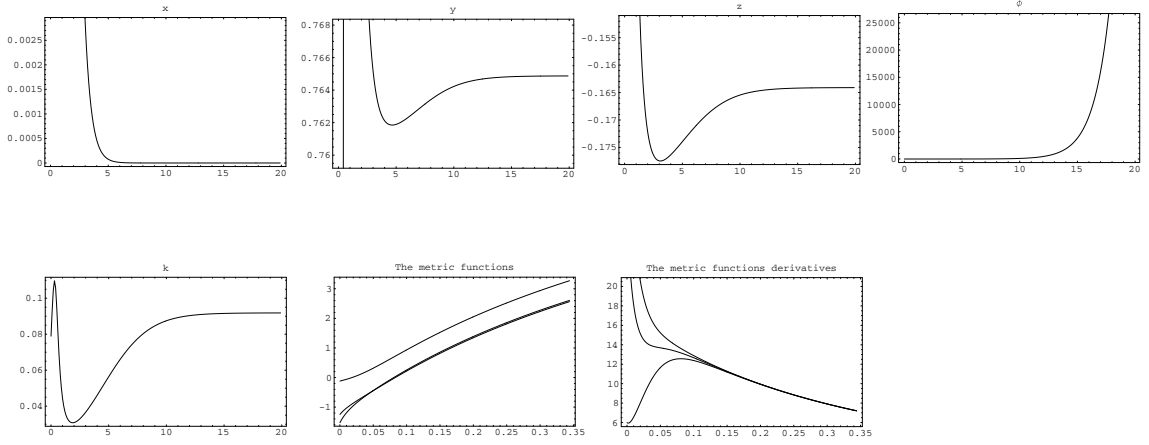 x
y
z
ϕ
0.0025
0.002
0.0015
0.001
0.0005
0
0 5 10 15 20
0.768
0.766
0.764
0.762
0.76
0 5 10 15 20
-0.155
-0.16
-0.165
-0.17
-0.175
0 5 10 15 20
25000
20000
15000
10000
5000
0
0 5 10 15 20
k
The metric functions
The metric functions derivatives
0.1
0.08
0.06
0.04
0 5 10 15 20
3
2
1
0
-1
0 0.05 0.1 0.15 0.2 0.25 0.3 0.35
20
18
16
14
12
10
8
6
0 0.05 0.1 0.15 0.2 0.25 0.3 0.35